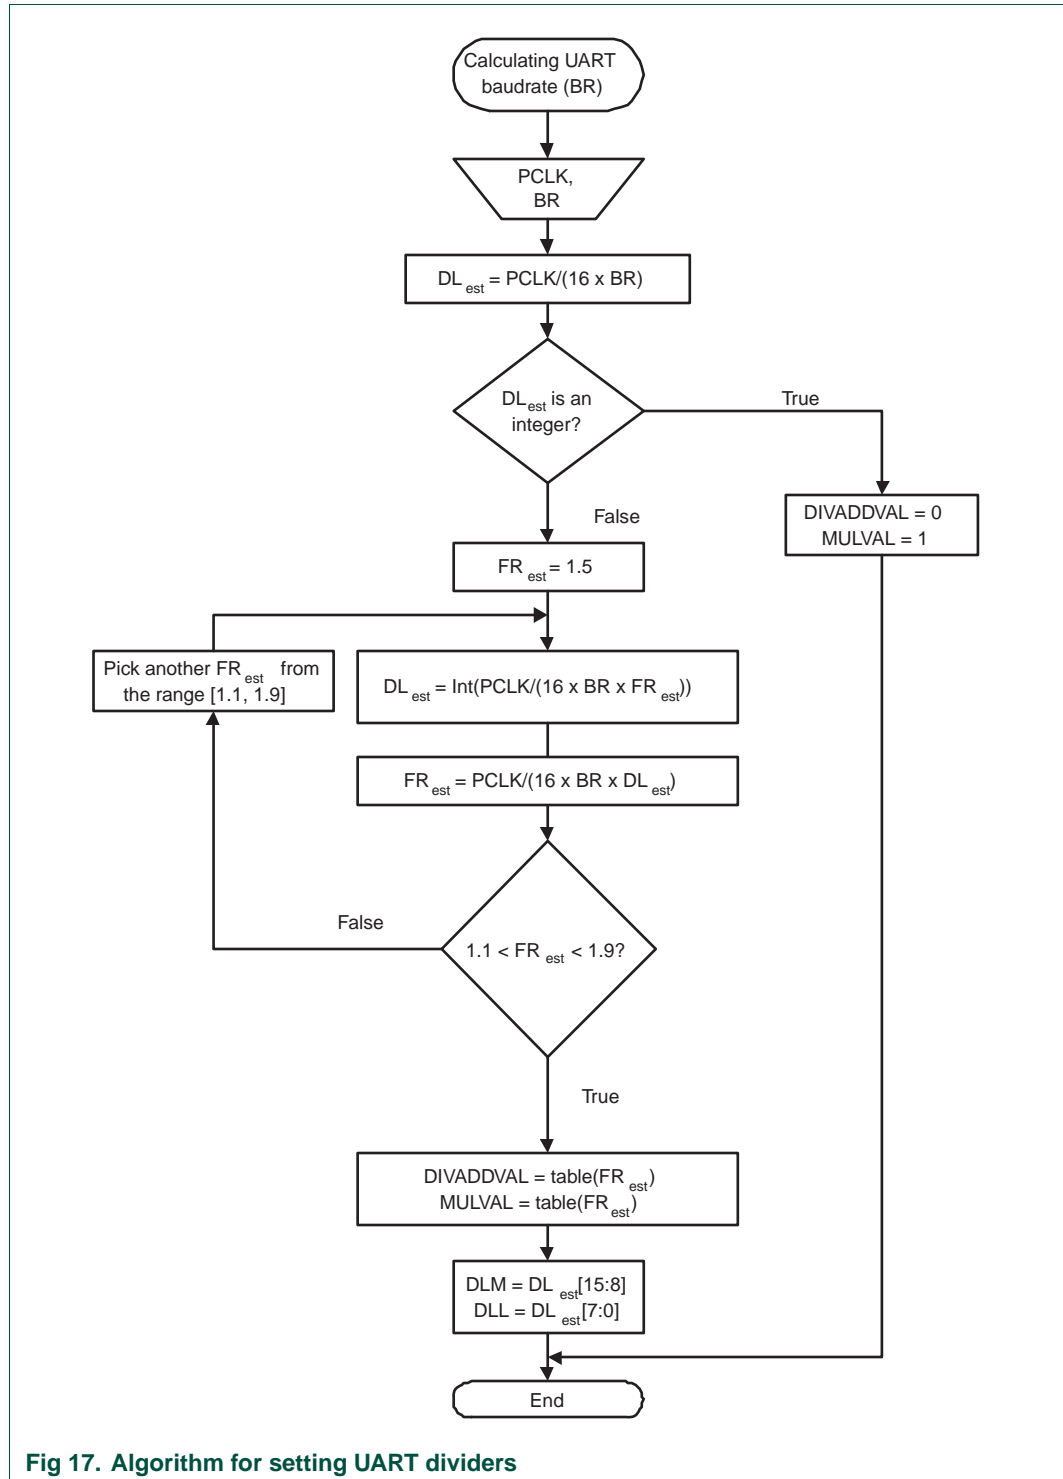 Calculating UART
baudrate (BR)
PCLK,
BR
DL est = PCLK/(16 x BR)
DL est is an
integer?
True
False
DIVADDVAL = 0
MULVAL = 1
FR est = 1.5
Pick another FR est from
the range [1.1, 1.9]
DL est = Int(PCLK/(16 x BR x FR est))
FR est = PCLK/(16 x BR x DL est)
False
1.1 < FR est < 1.9?
True
DIVADDVAL = table(FR est)
MULVAL = table(FR est)
DLM = DL est[15:8]
DLL = DL est[7:0]
End
Fig 17. Algorithm for setting UART dividers